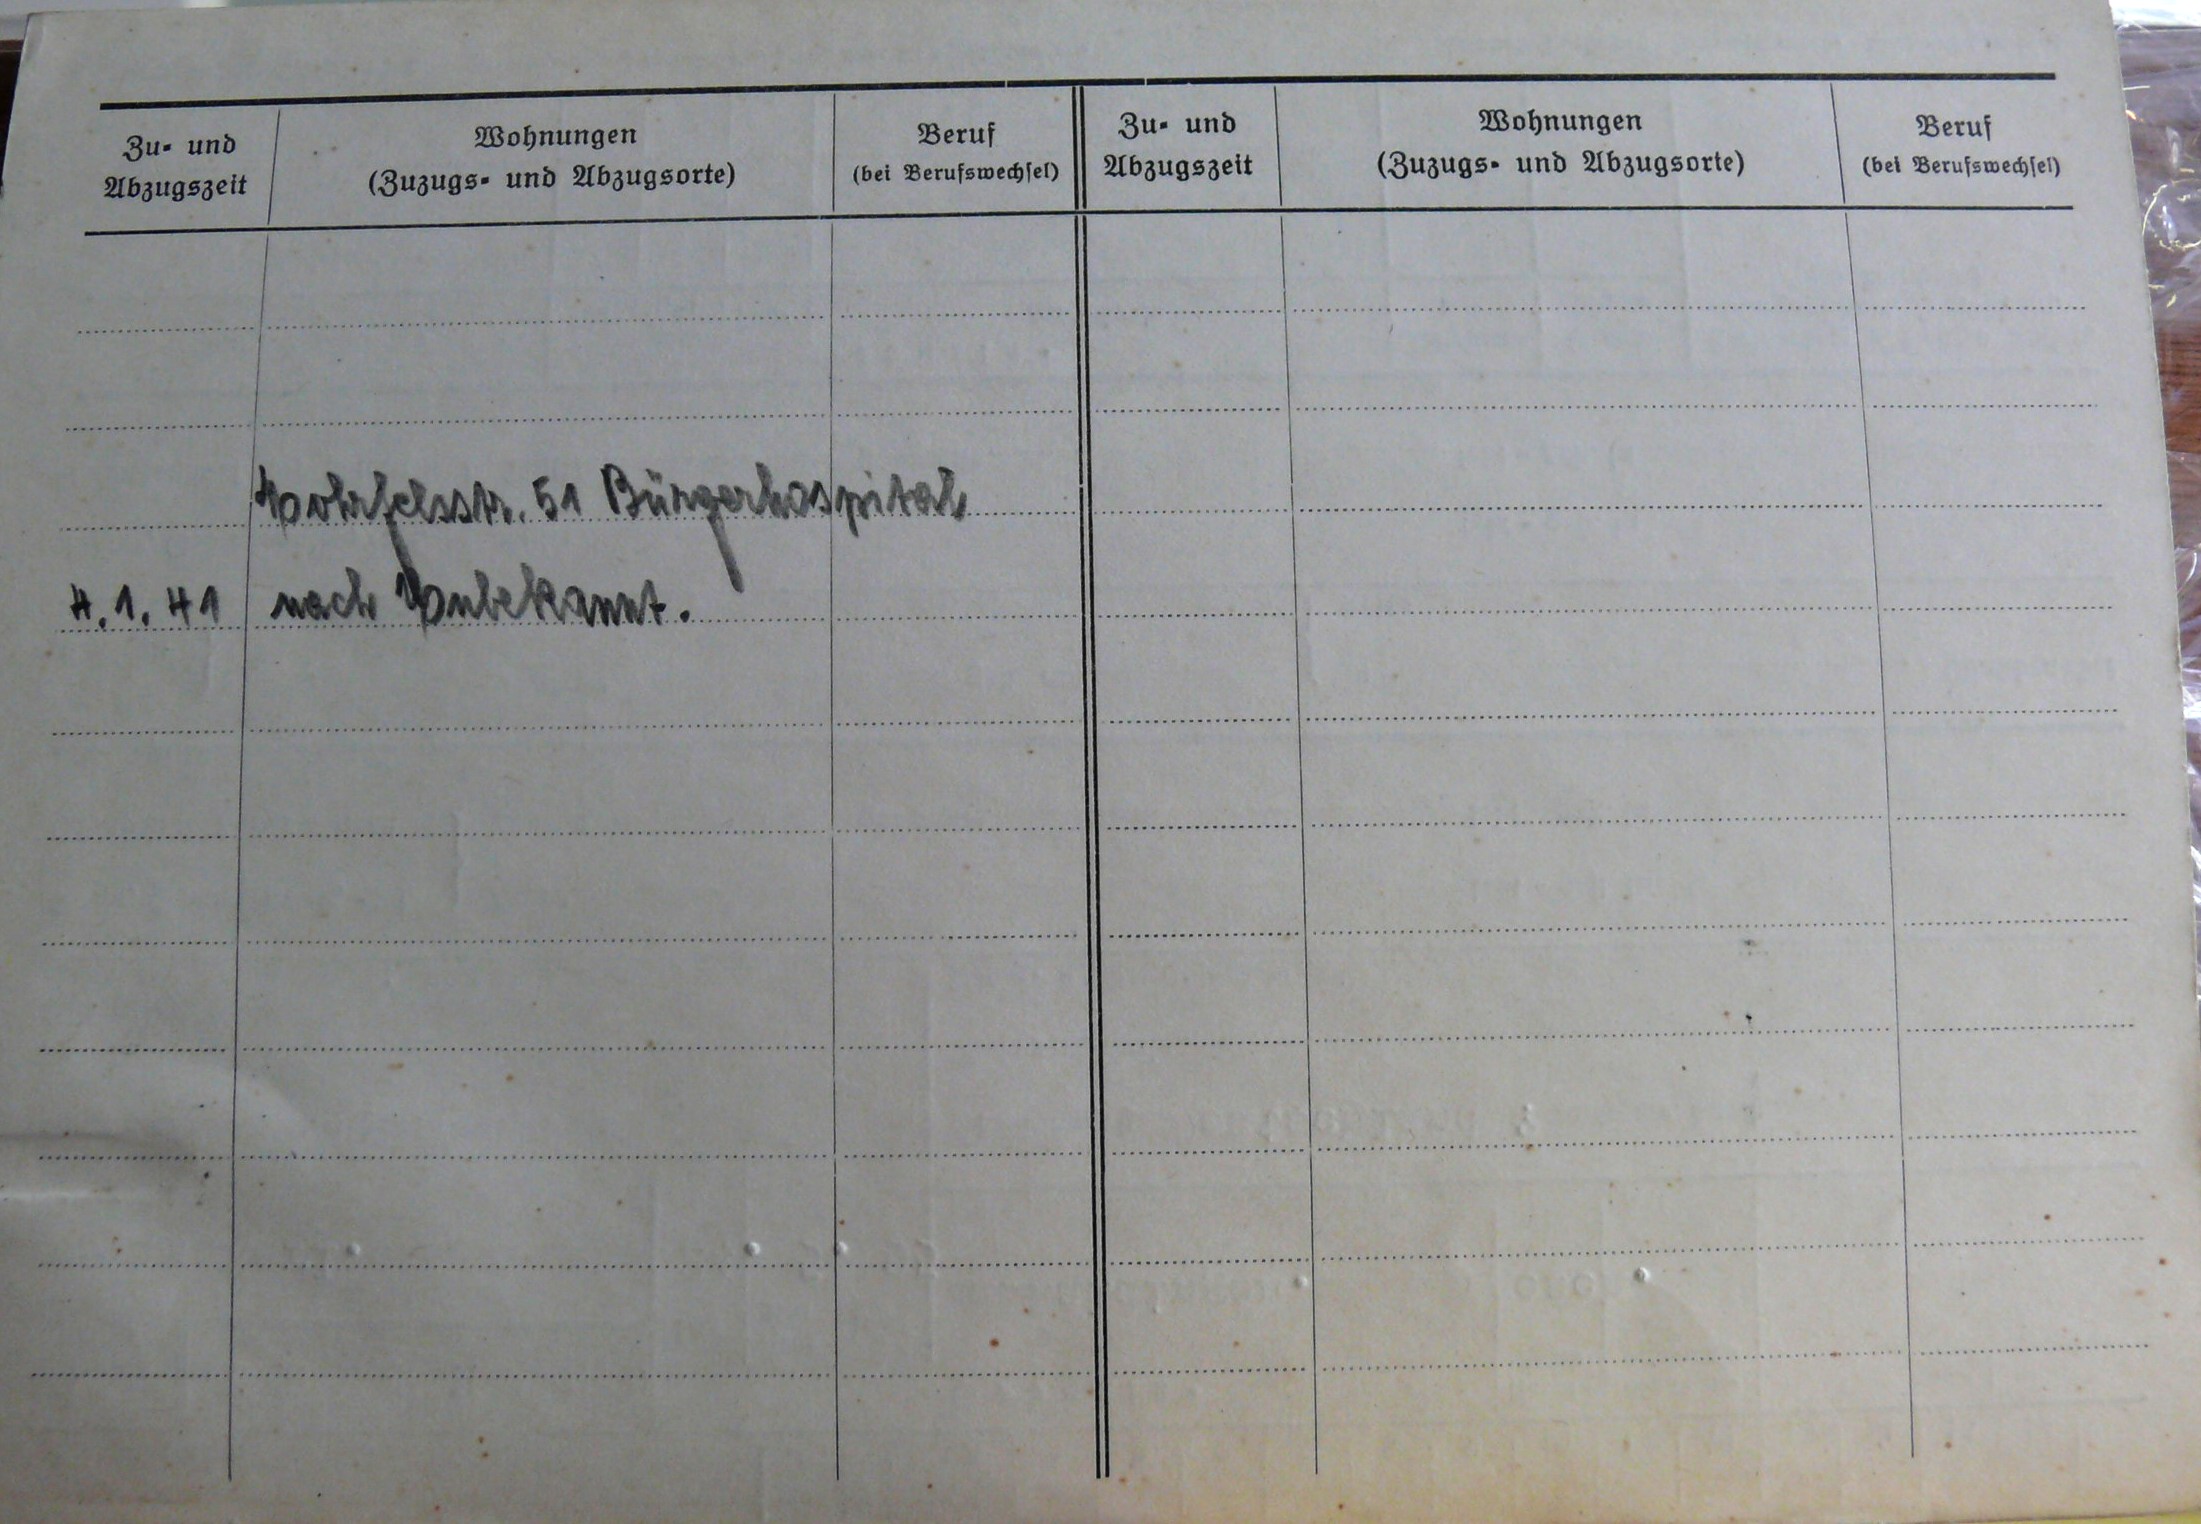 Zu- und Abzugszeit
Wohnungen (Zuzugs- und Abzugsorte)
Beruf (bei Berufswechsel)
Zu- und Abzugszeit
Wohnungen (Zuzugs- und Abzugsorte)
Beruf (bei Berufswechsel)
51 Bürgerhospital
4.1.41 nach Unbekannt.